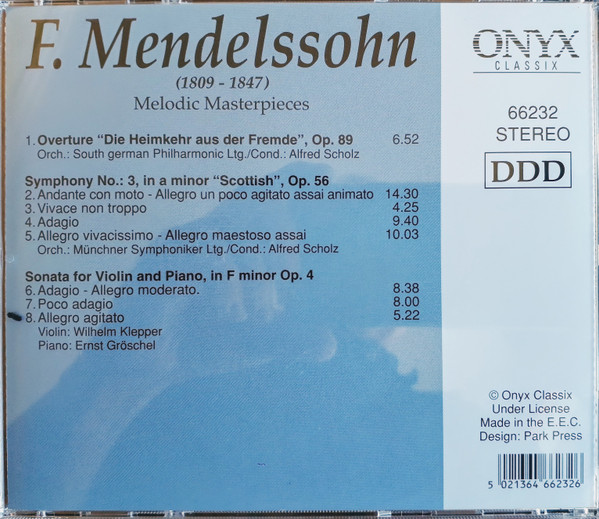 F. Mendelssohn
(1809 - 1847)
Melodic Masterpieces
ONYX
CLASSIX
66232
STEREO
DDD
1. Overture "Die Heimkehr aus der Fremde", Op. 89 6.52
Orch.: South german Philharmonic Ltg./Cond.: Alfred Scholz
Symphony No.: 3, in a minor "Scottish", Op. 56
2. Andante con moto - Allegro un poco agitato assai animato 14.30
3. Vivace non troppo 4.25
4. Adagio 9.40
5. Allegro vivacissimo - Allegro maestoso assai 10.03
Orch.: Münchner Symphoniker Ltg/Cond: Alfred Scholz
Sonata for Violin and Piano, in F minor Op. 4
6. Adagio - Allegro moderato. 8.38
7. Poco adagio 8.00
8. Allegro agitato 5.22
Violin: Wilhelm Klepper
Piano: Ernst Gröschel
© Onyx Classix
Under License
Made in the E.E.C.
Design: Park Press
5 021364 662326